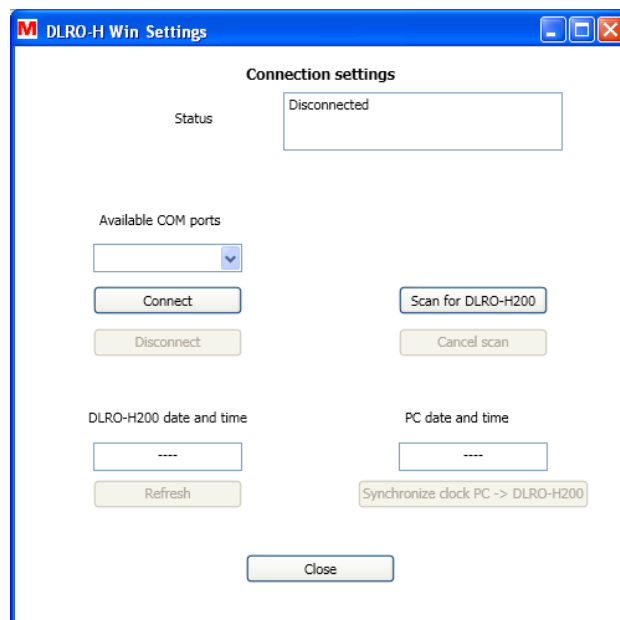 M DLRO-H Win Settings
Connection settings
Status
Disconnected
Available COM ports
Connect
Scan for DLRO-H200
Disconnect
Cancel scan
DLRO-H200 date and time
PC date and time
----
----
Refresh
Synchronize clock PC -> DLRO-H200
Close